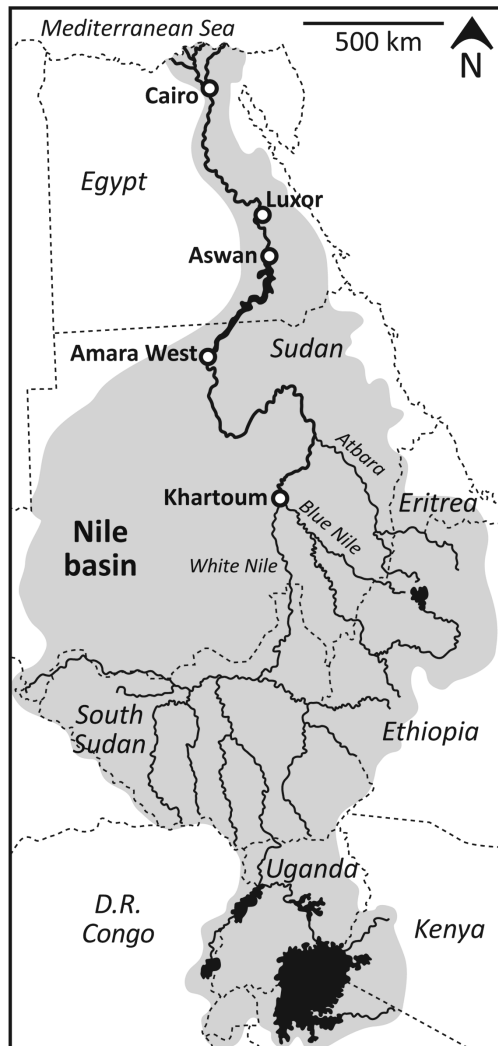 Mediterranean Sea
500 km
N
Cairo
Egypt
Luxor
Aswan
Amara West
Sudan
Atbara
Khartoum
Eritrea
Blue Nile
Nile
basin
White Nile
South
Sudan
Ethiopia
Uganda
D.R.
Congo
Kenya